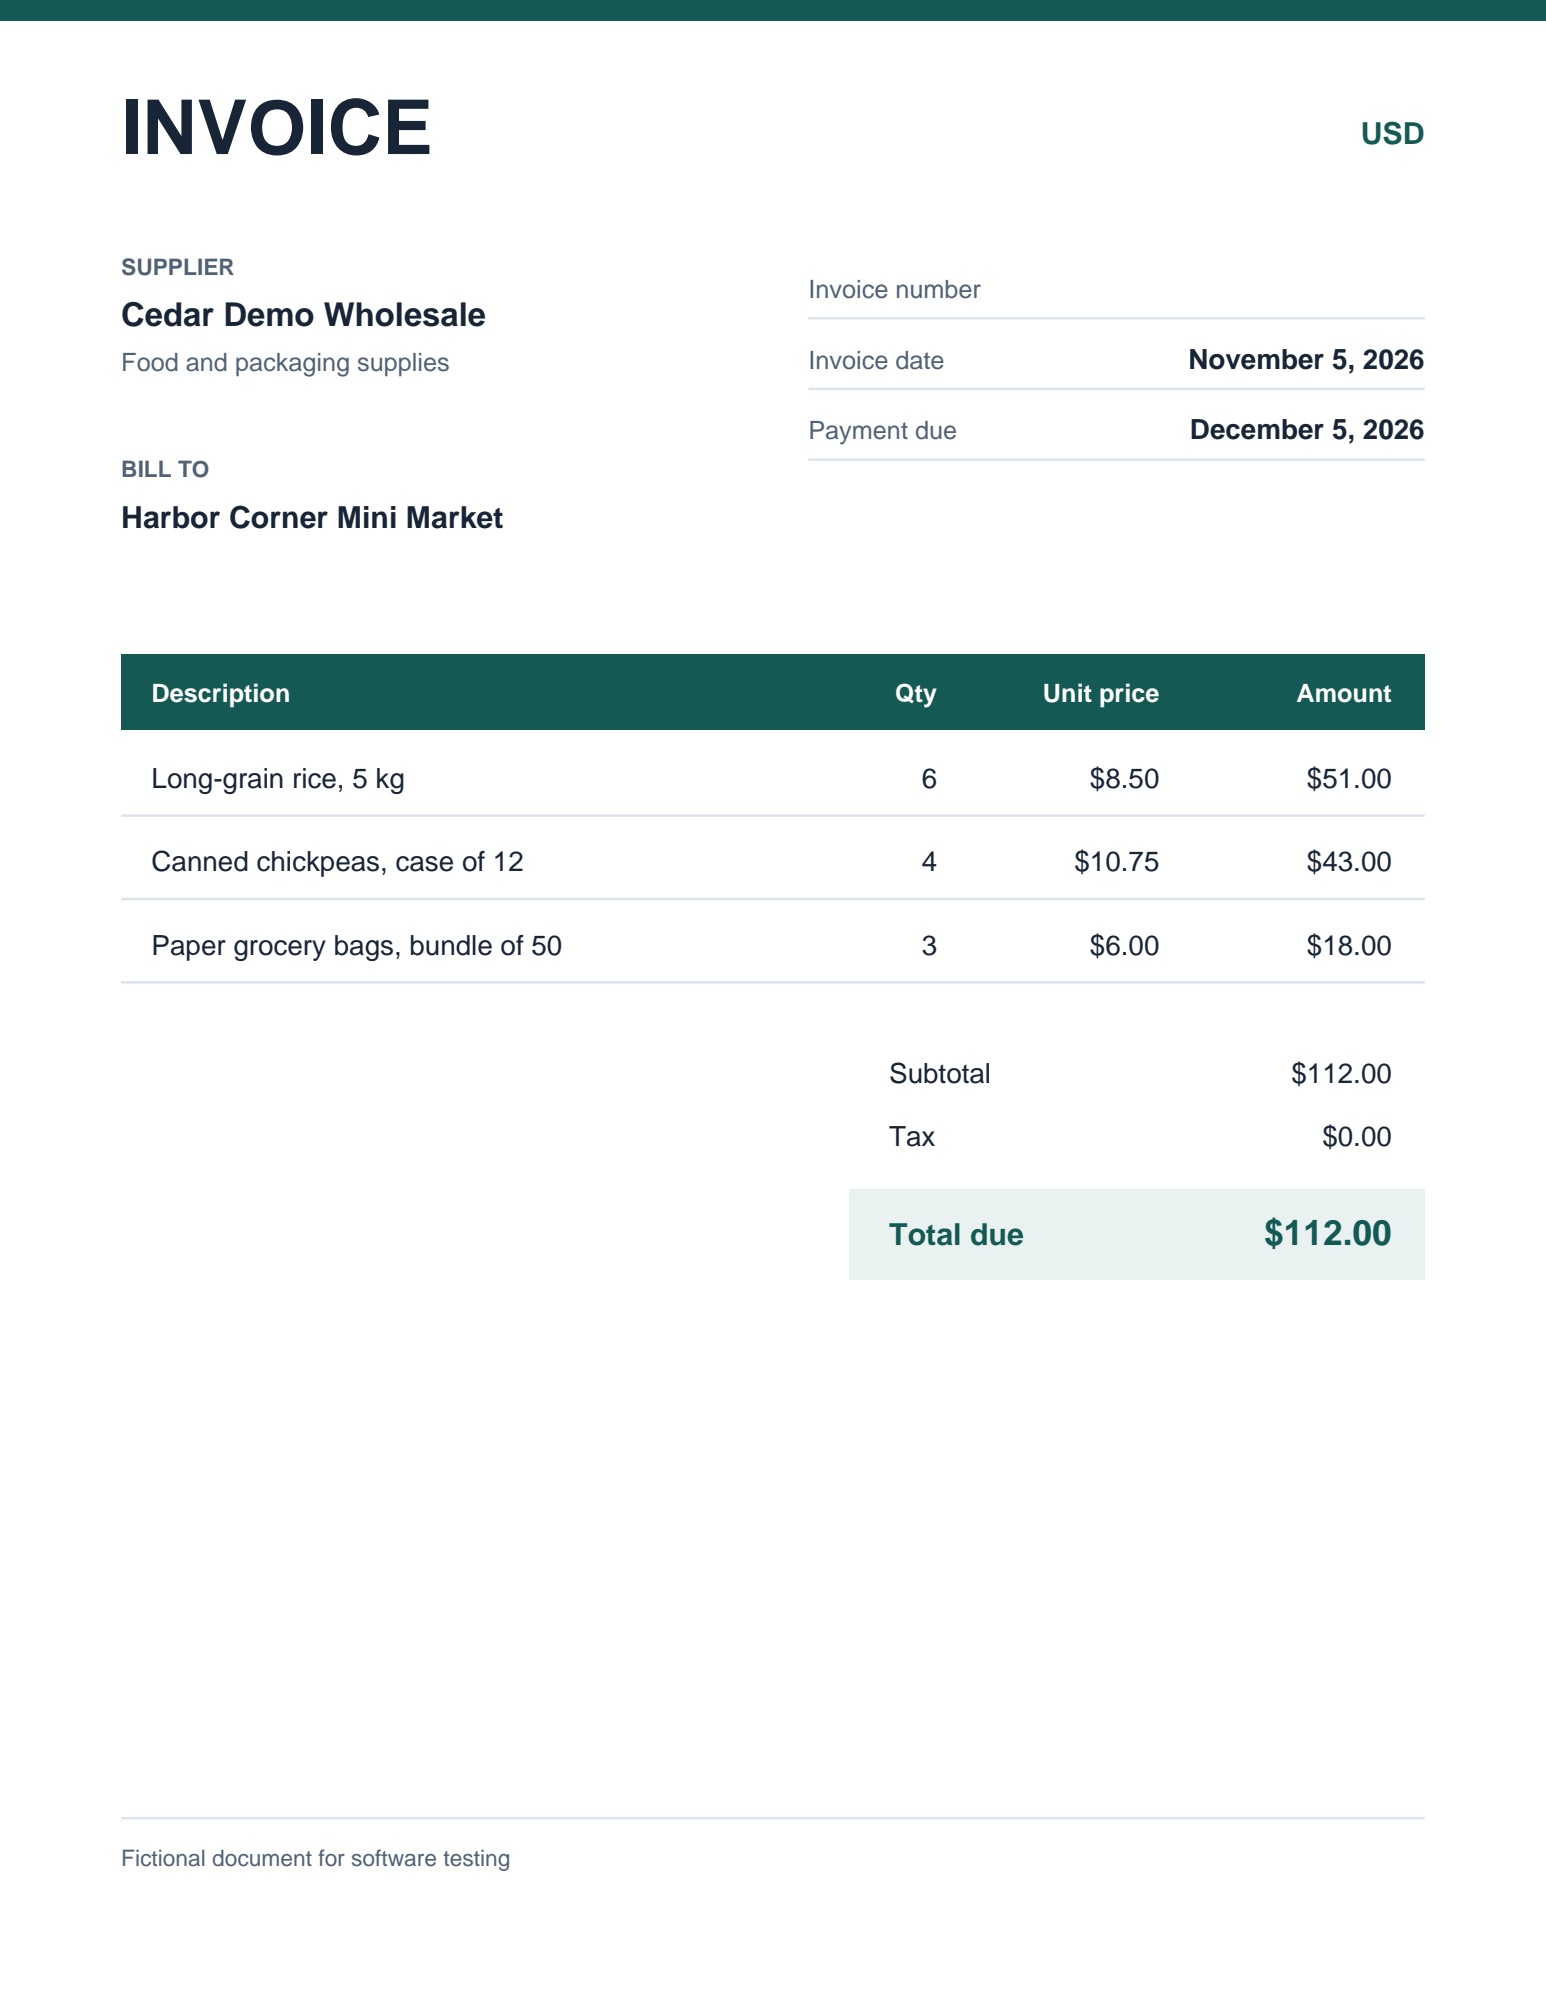 INVOICE
USD
SUPPLIER
Cedar Demo Wholesale
Food and packaging supplies
BILL TO
Harbor Corner Mini Market
Invoice number
Invoice date November 5, 2026
Payment due December 5, 2026
Description Qty Unit price Amount
Long-grain rice, 5 kg 6 $8.50 $51.00
Canned chickpeas, case of 12 4 $10.75 $43.00
Paper grocery bags, bundle of 50 3 $6.00 $18.00
Subtotal $112.00
Tax $0.00
Total due $112.00
Fictional document for software testing